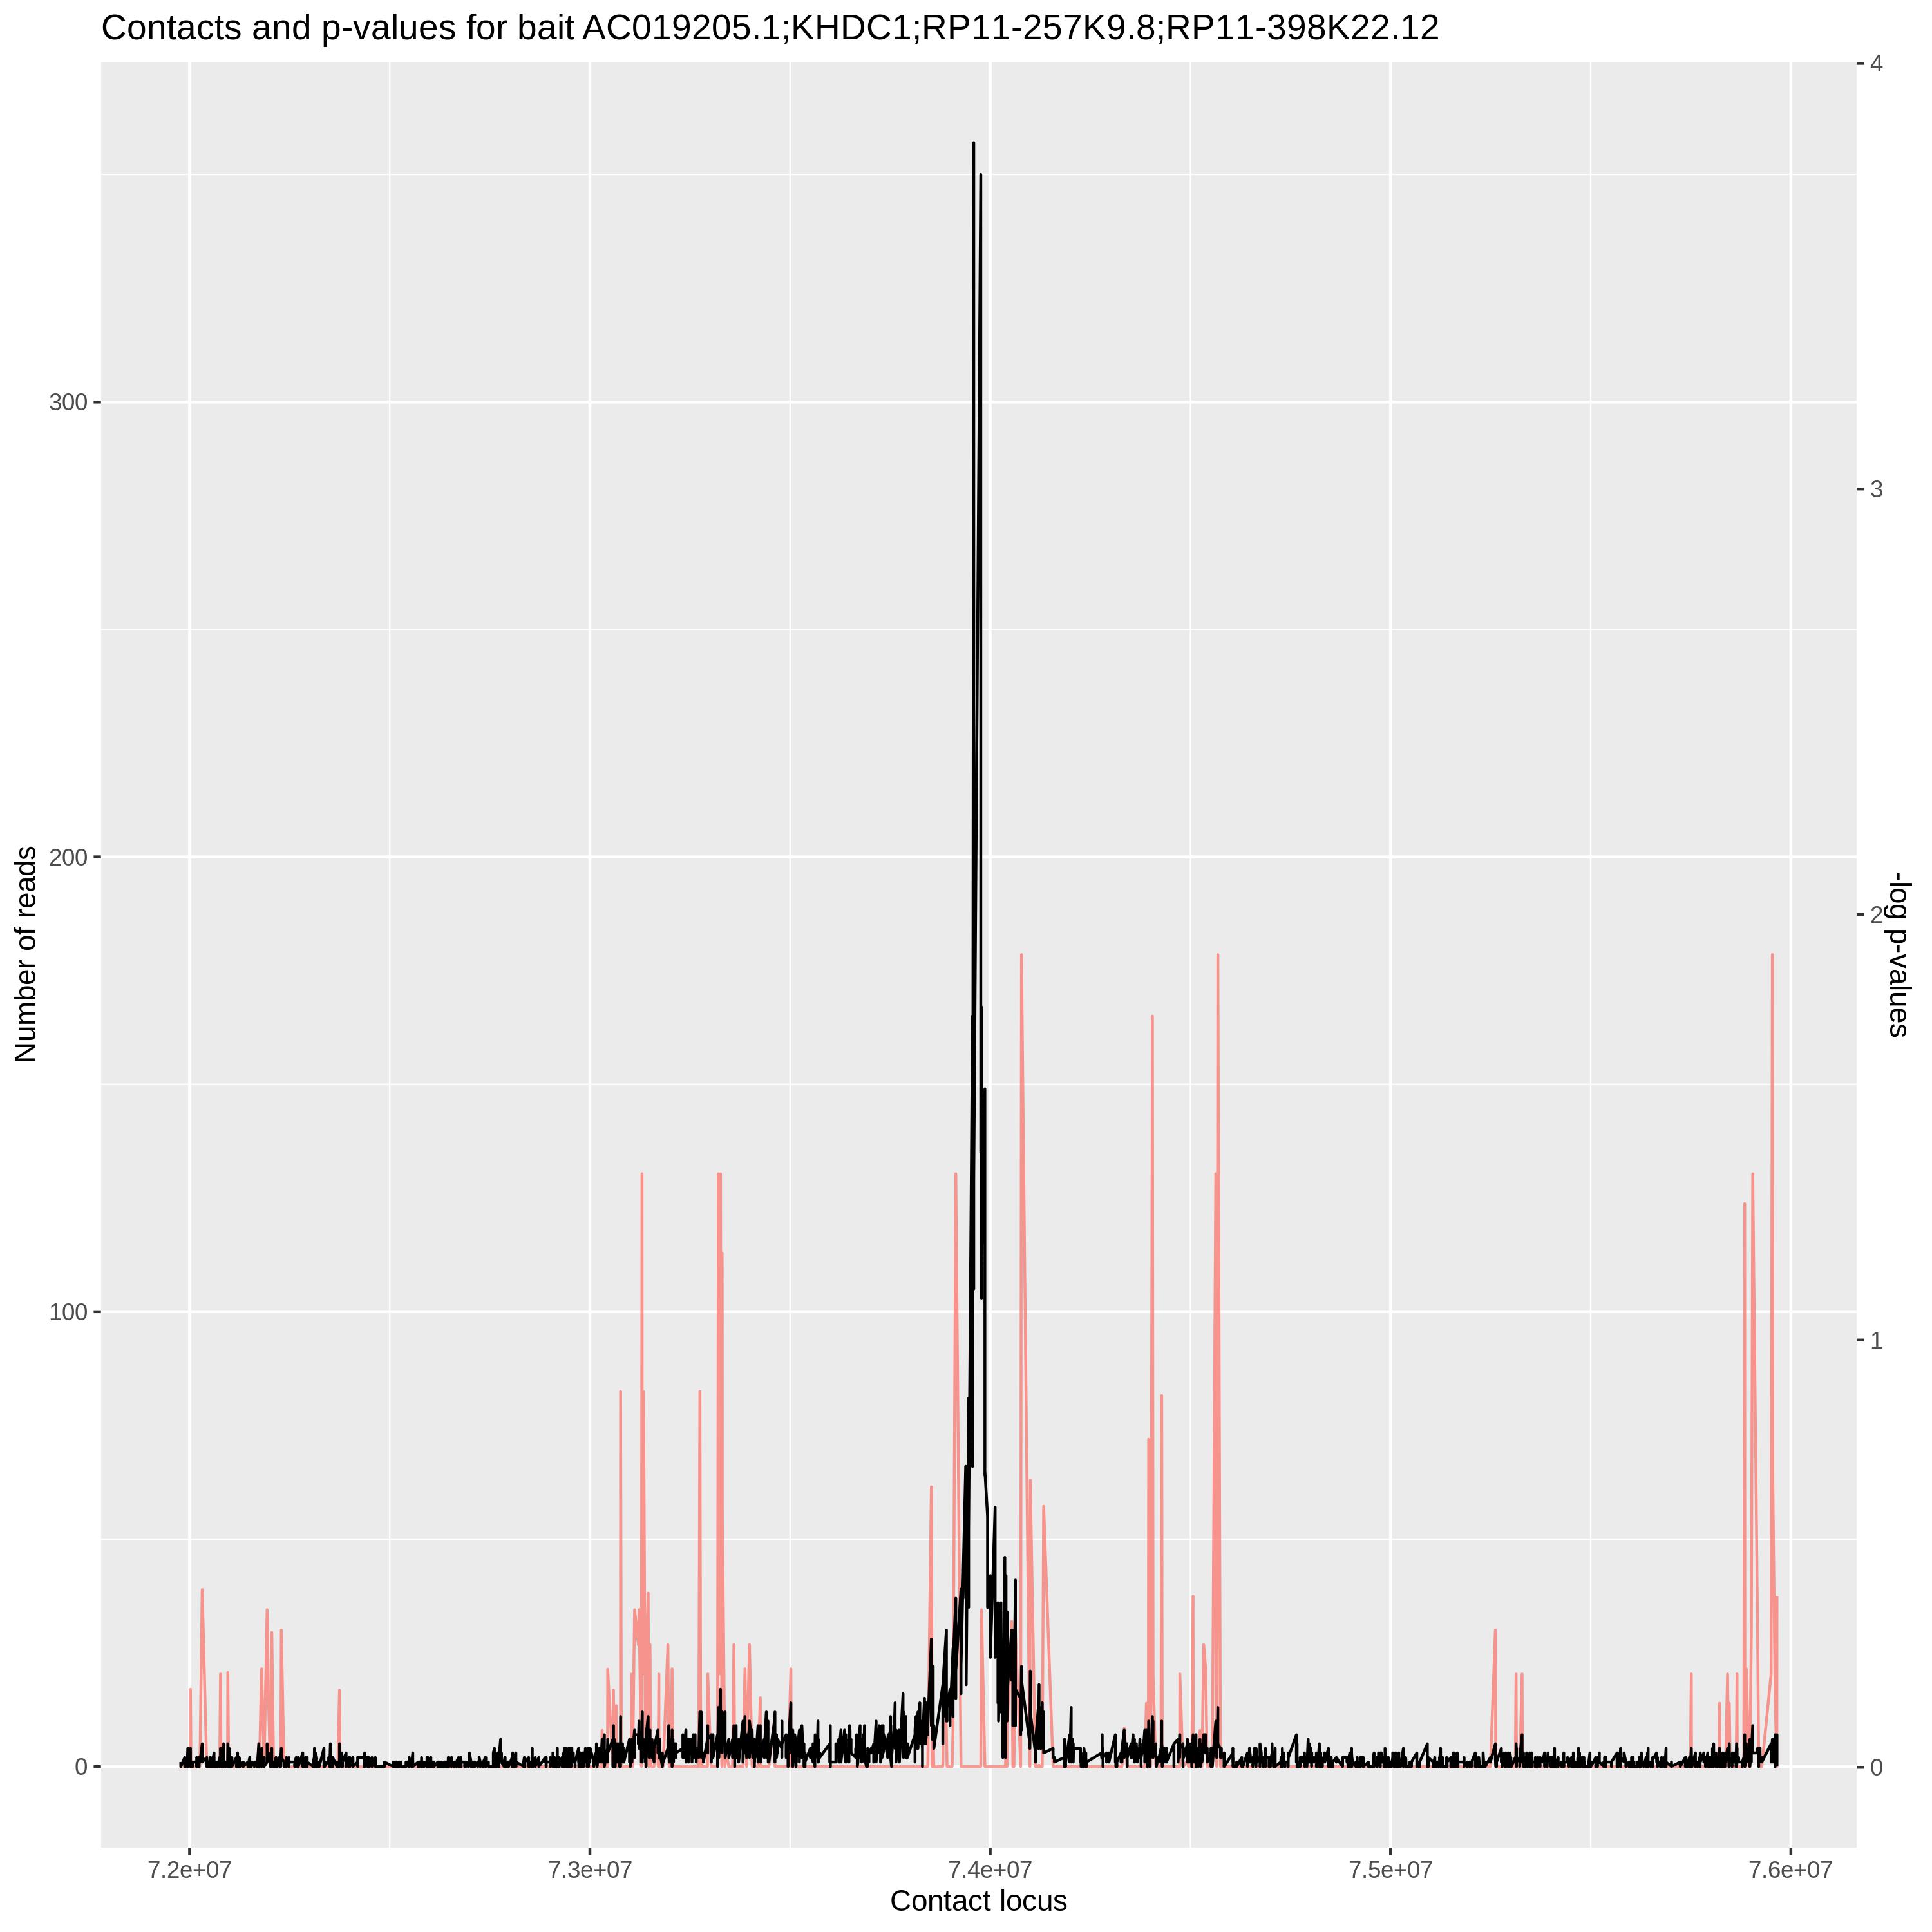 Contacts and p-values for bait AC019205.1;KHDC1;RP11-257K9.8;RP11-398K22.12
4
3
2
1
0
-log p-values
300
200
100
0
Number of reads
7.2e+07 7.3e+07 7.4e+07 7.5e+07 7.6e+07
Contact locus